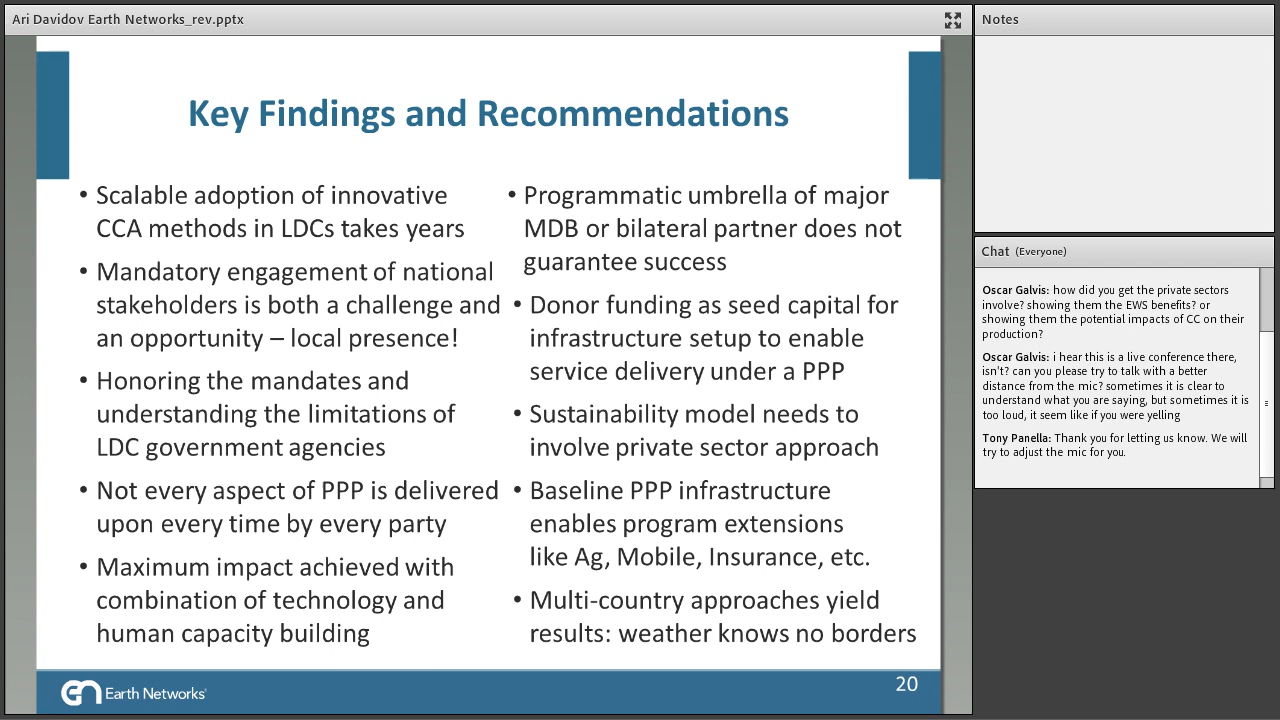 Ari Davidov Earth Networks_rev.pptx
Key Findings and Recommendations
• Scalable adoption of innovative
CCA methods in LDCs takes years
• Mandatory engagement of national
stakeholders is both a challenge and
an opportunity – local presence!
• Honoring the mandates and
understanding the limitations of
LDC government agencies
• Not every aspect of PPP is delivered
upon every time by every party
• Maximum impact achieved with
combination of technology and
human capacity building
• Programmatic umbrella of major
MDB or bilateral partner does not
guarantee success
• Donor funding as seed capital for
infrastructure setup to enable
service delivery under a PPP
• Sustainability model needs to
involve private sector approach
• Baseline PPP infrastructure
enables program extensions
like Ag, Mobile, Insurance, etc.
• Multi-country approaches yield
results: weather knows no borders
Earth Networks
20
Notes
Chat (Everyone)
Oscar Galvis: how did you get the private sectors
involve? showing them the EWS benefits? or
showing them the potential impacts of CC on their
production?
Oscar Galvis: i hear this is a live conference there,
isn't? can you please try to talk with a better
distance from the mic? sometimes it is clear to
understand what you are saying, but sometimes it is
too loud, it seem like if you were yelling
Tony Panella: Thank you for letting us know. We will
try to adjust the mic for you.